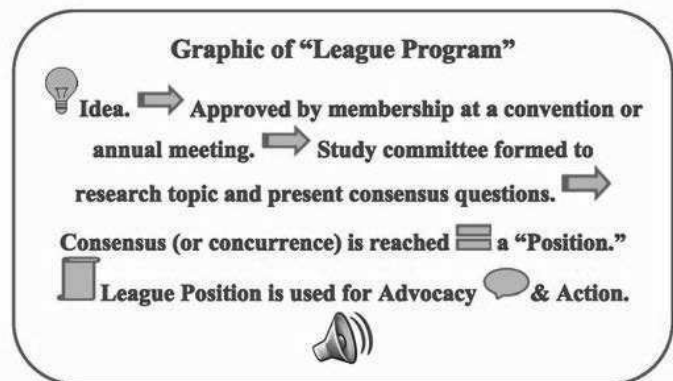 Graphic of “League Program”
Idea. Approved by membership at a convention or
annual meeting. Study committee formed to
research topic and present consensus questions.
Consensus (or concurrence) is reached a “Position.”
League Position is used for Advocacy & Action.